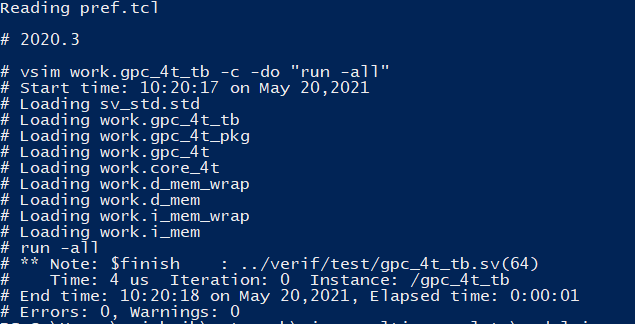 Reading pref.tcl
# 2020.3
# vsim work.gpc_4t_tb -c -do "run -all"
# Start time: 10:20:17 on May 20,2021
# Loading sv_std.std
# Loading work.gpc_4t_tb
# Loading work.gpc_4t_pkg
# Loading work.gpc_4t
# Loading work.core_4t
# Loading work.d_mem_wrap
# Loading work.d_mem
# Loading work.i_mem_wrap
# Loading work.i_mem
# run -all
# ** Note: $finish    : ../verif/test/gpc_4t_tb.sv(64)
#    Time: 4 us  Iteration: 0  Instance: /gpc_4t_tb
# End time: 10:20:18 on May 20,2021, Elapsed time: 0:00:01
# Errors: 0, Warnings: 0